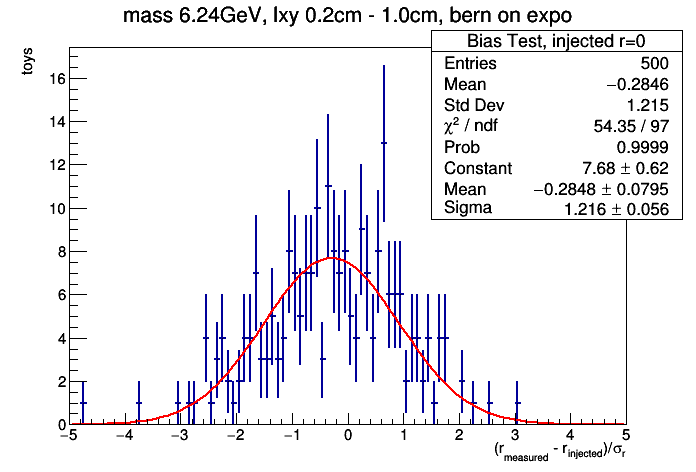 mass 6.24GeV, lxy 0.2cm - 1.0cm, bern on expo
toys
Bias Test, injected r=0
Entries 500
Mean −0.2846
Std Dev 1.215
χ² / ndf 54.35 / 97
Prob 0.9999
Constant 7.68 ± 0.62
Mean −0.2848 ± 0.0795
Sigma 1.216 ± 0.056
16
14
12
10
8
6
4
2
0
−5 −4 −3 −2 −1 0 1 2 3 4 5
(r_measured - r_injected)/σ_r